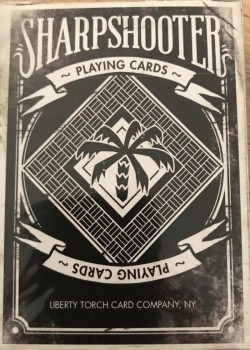 SHARPSHOOTER
~ PLAYING CARDS ~
~ PLAYING CARDS ~
LIBERTY TORCH CARD COMPANY, NY